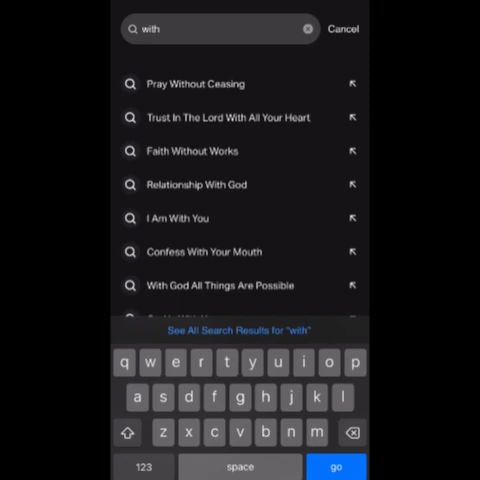 with
Cancel
Pray Without Ceasing
Trust In The Lord With All Your Heart
Faith Without Works
Relationship With God
I Am With You
Confess With Your Mouth
With God All Things Are Possible
See All Search Results for "with"
q w e r t y u i o p
a s d f g h j k l
z x c v b n m
123 space go